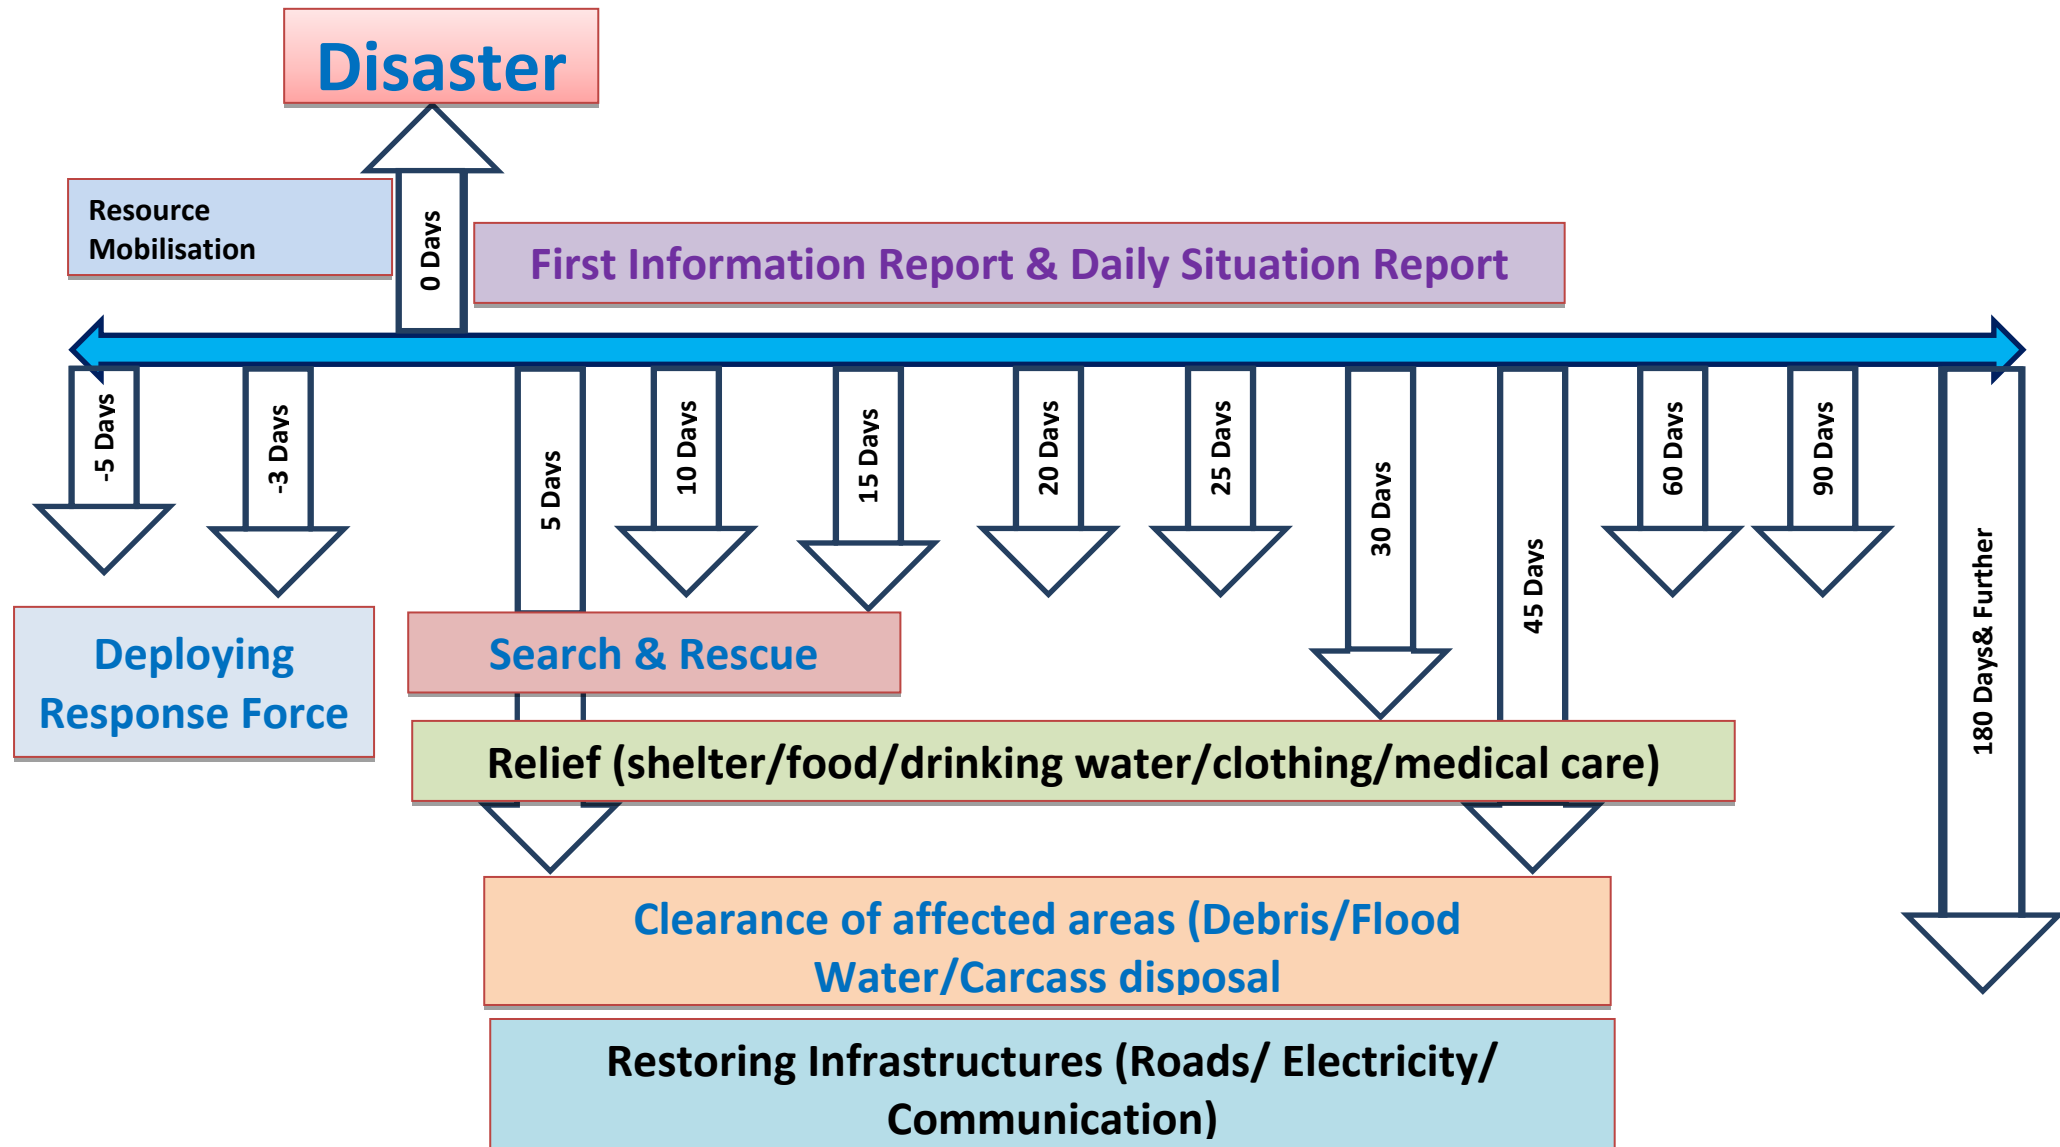 Disaster
Resource
Mobilisation
0 Days
First Information Report & Daily Situation Report
-5 Days
-3 Days
5 Days
10 Days
15 Days
20 Days
25 Days
30 Days
45 Days
60 Days
90 Days
180 Days& Further
Deploying
Response Force
Search & Rescue
Relief (shelter/food/drinking water/clothing/medical care)
Clearance of affected areas (Debris/Flood
Water/Carcass disposal
Restoring Infrastructures (Roads/ Electricity/
Communication)